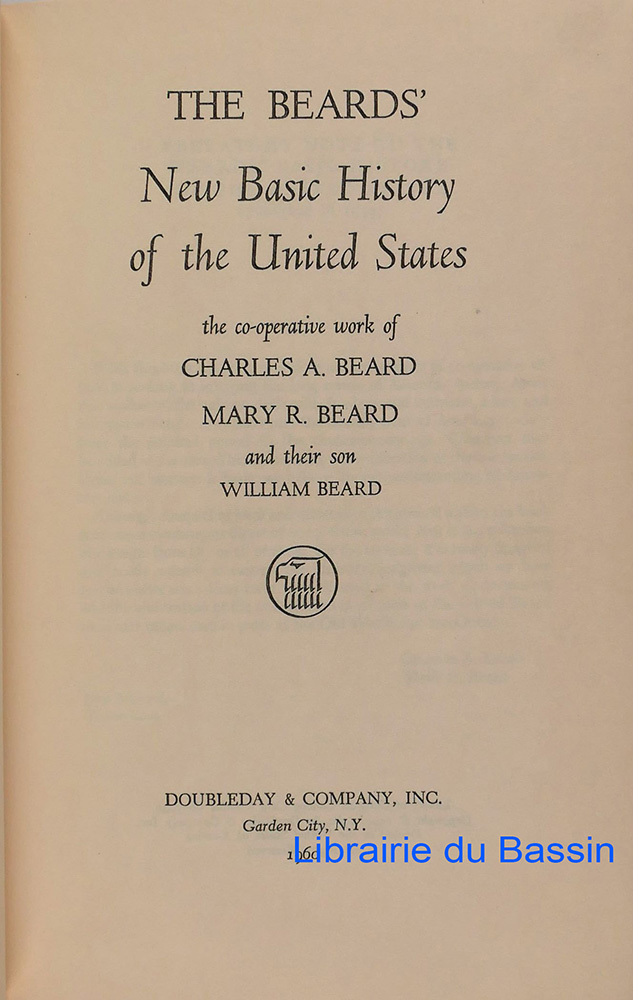 THE BEARDS'
New Basic History
of the United States
the co-operative work of
CHARLES A. BEARD
MARY R. BEARD
and their son
WILLIAM BEARD
DOUBLEDAY & COMPANY, INC.
Garden City, N.Y.
1960
Librairie du Bassin